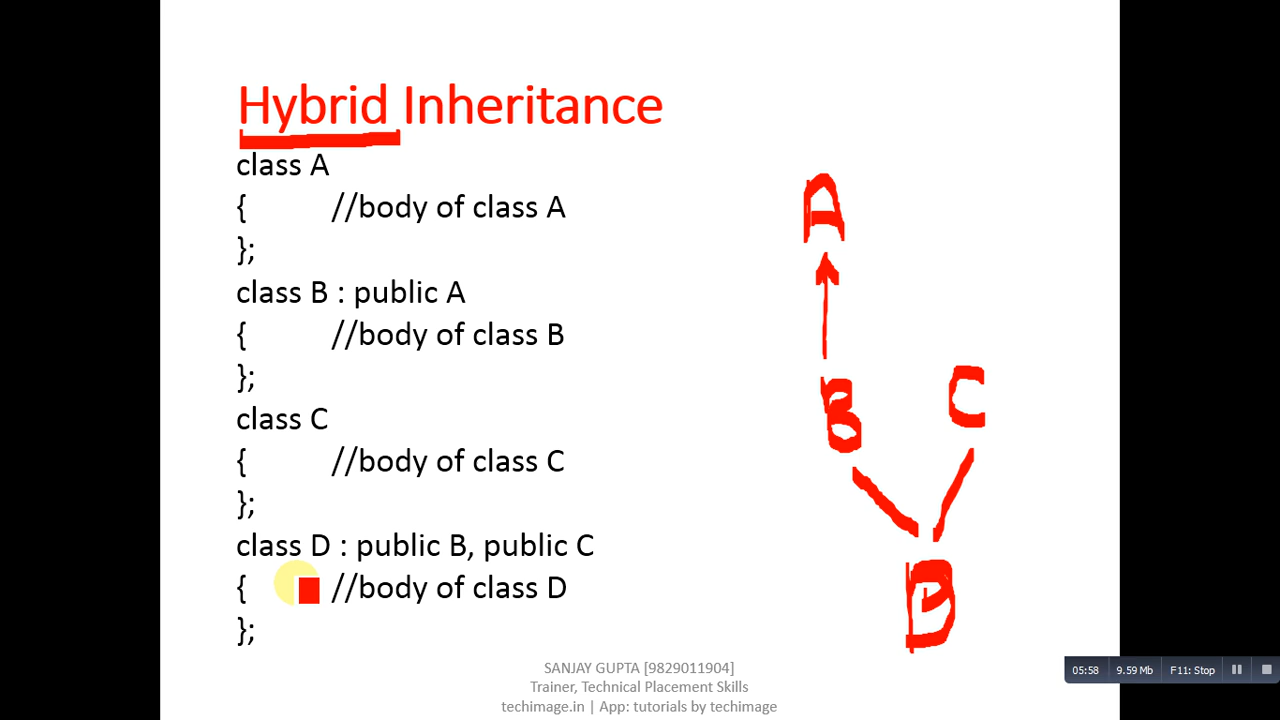 Hybrid Inheritance
class A
{ //body of class A
};
class B : public A
{ //body of class B
};
class C
{ //body of class C
};
class D : public B, public C
{ //body of class D
};
A
B C
D
SANJAY GUPTA [9829011904]
Trainer, Technical Placement Skills
techimage.in | App: tutorials by techimage
05:58 9.59 Mb F11: Stop